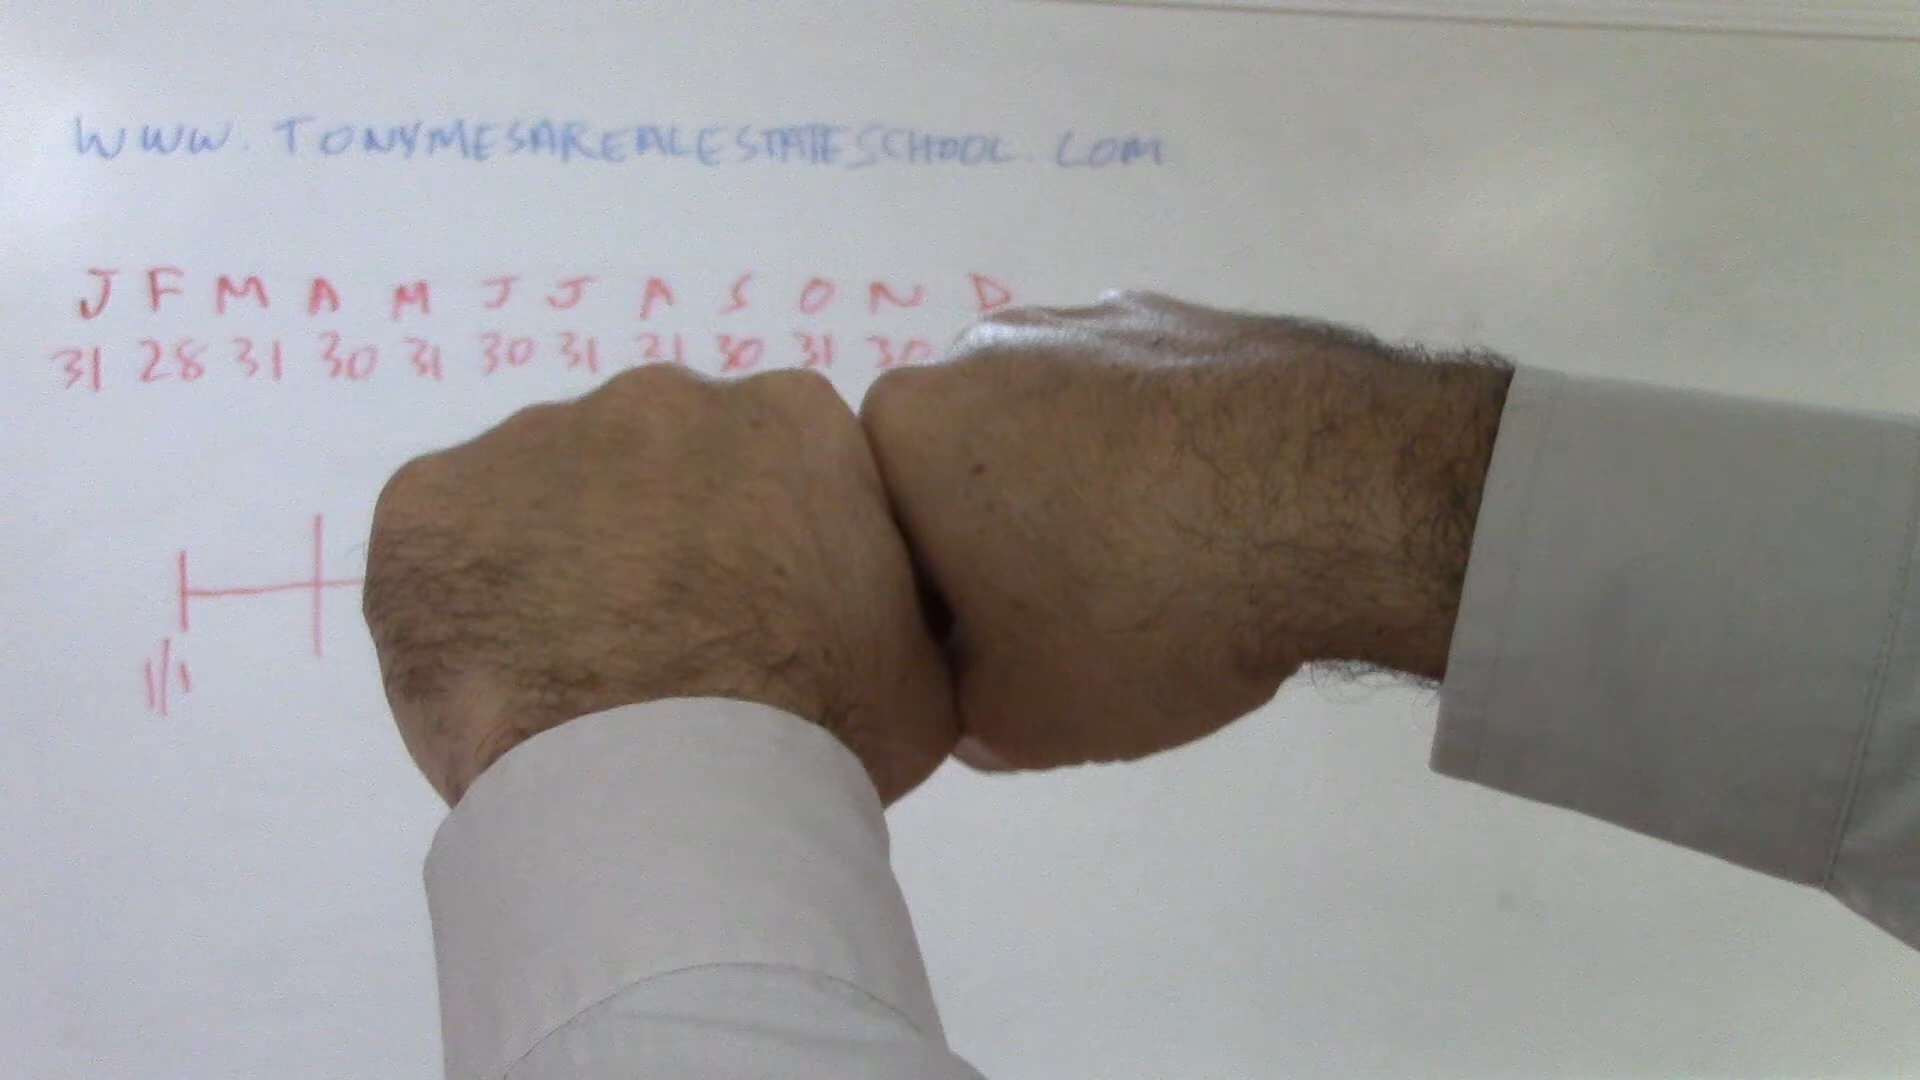 WWW.TONYMESAREALESTATESCHOOL.COM
J F M A M J J A S O N D
31 28 31 30 31 30 31 31 30 31 30
1/1